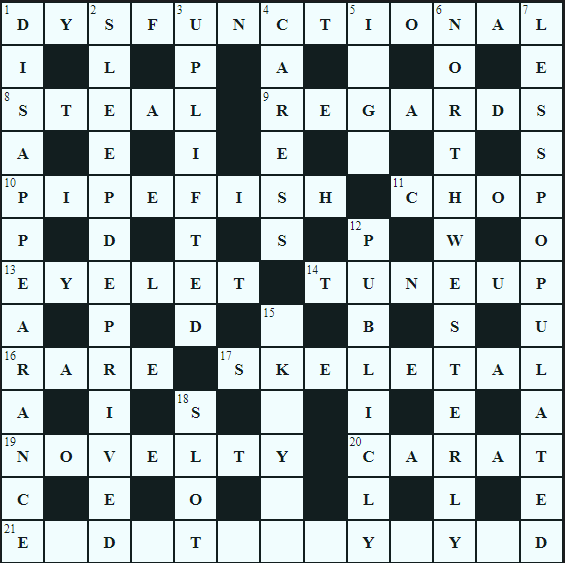 1 D Y 2 S F 3 U N 4 C T 5 I O 6 N A 7 L
I L P A O E
8 S T E A L 9 R E G A R D S
A E I E T S
10 P I P E F I S H 11 C H O P
P D T S 12 P W O
13 E Y E L E T 14 T U N E U P
A P D 15 B S U
16 R A R E 17 S K E L E T A L
A I 18 S I E A
19 N O V E L T Y 20 C A R A T
C E O L L E
21 E D T Y Y D